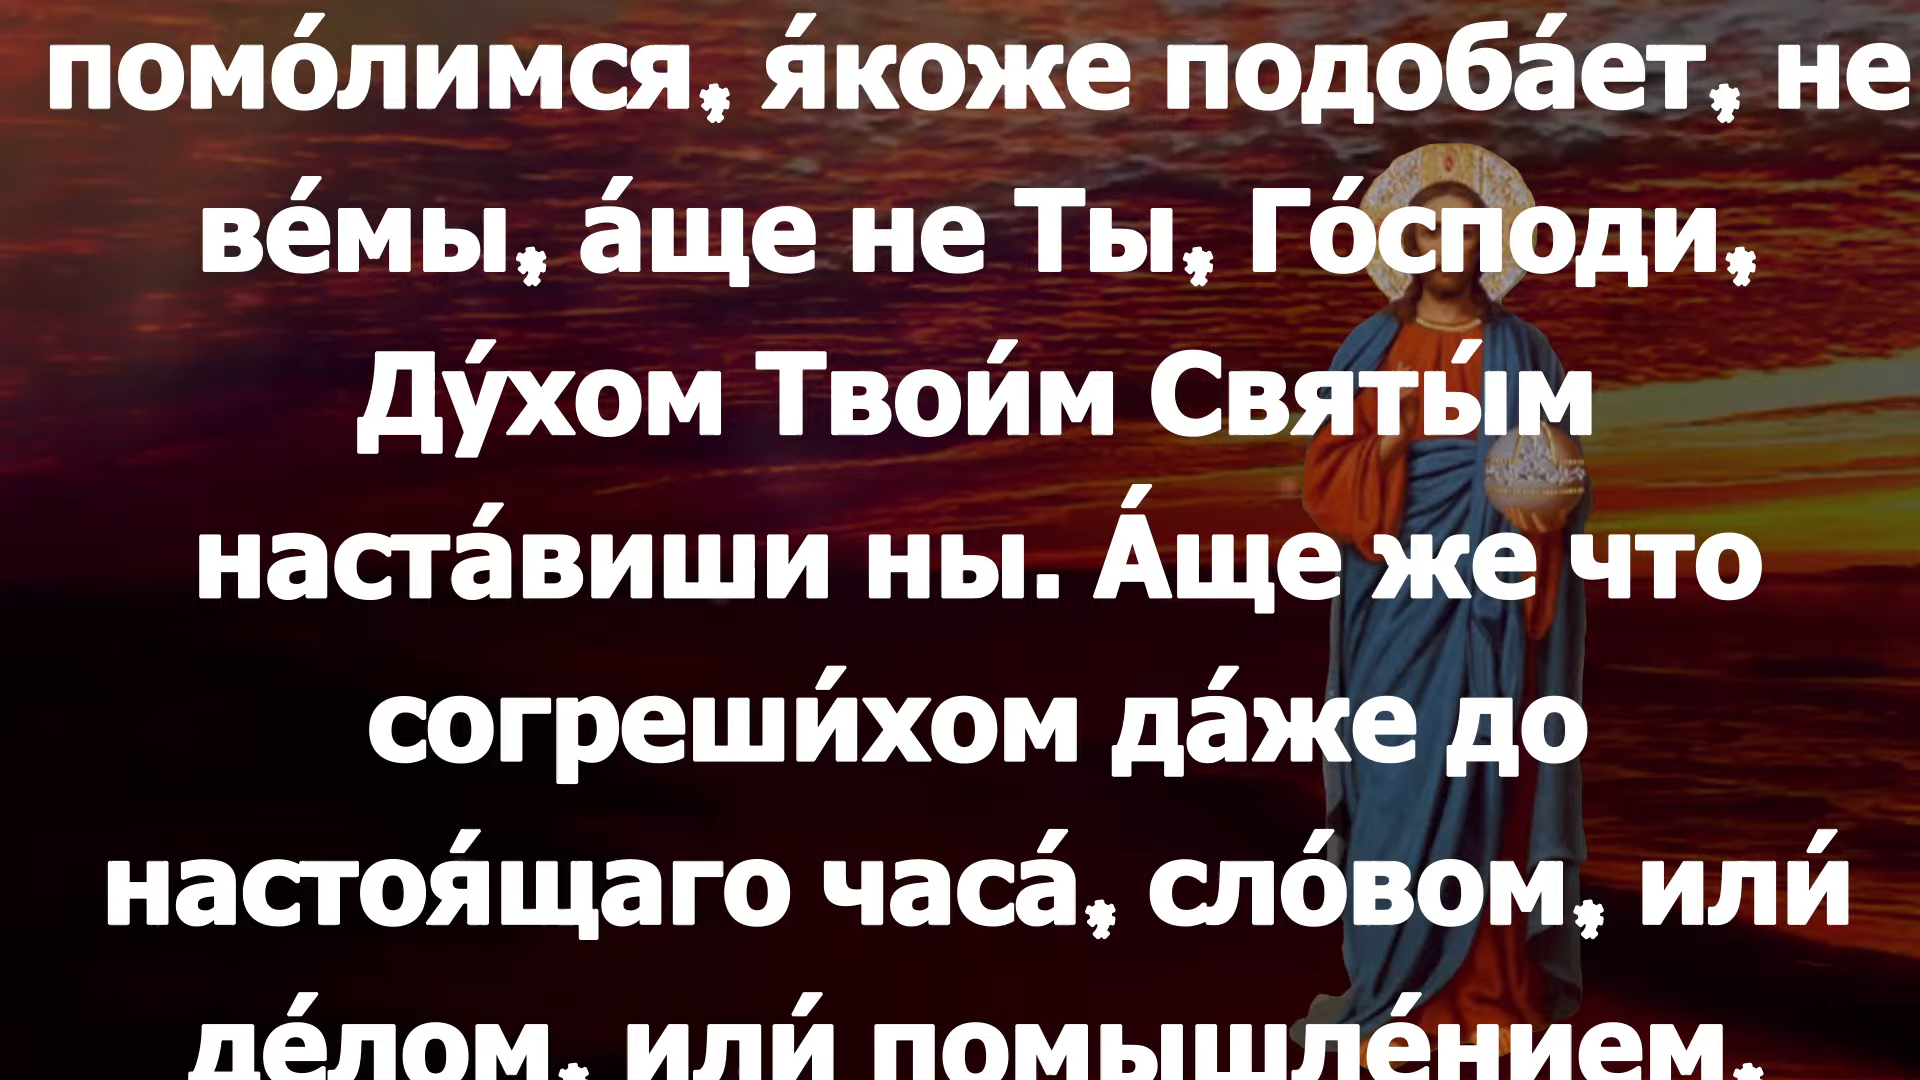 помо́лимся, я́коже подоба́ет, не
ве́мы, а́ще не Ты, Го́споди,
Ду́хом Твои́м Святы́м
наста́виши ны. А́ще же что
согреши́хом да́же до
настоя́щаго часа́, сло́вом, или́
де́лом, или́ помышле́нием,